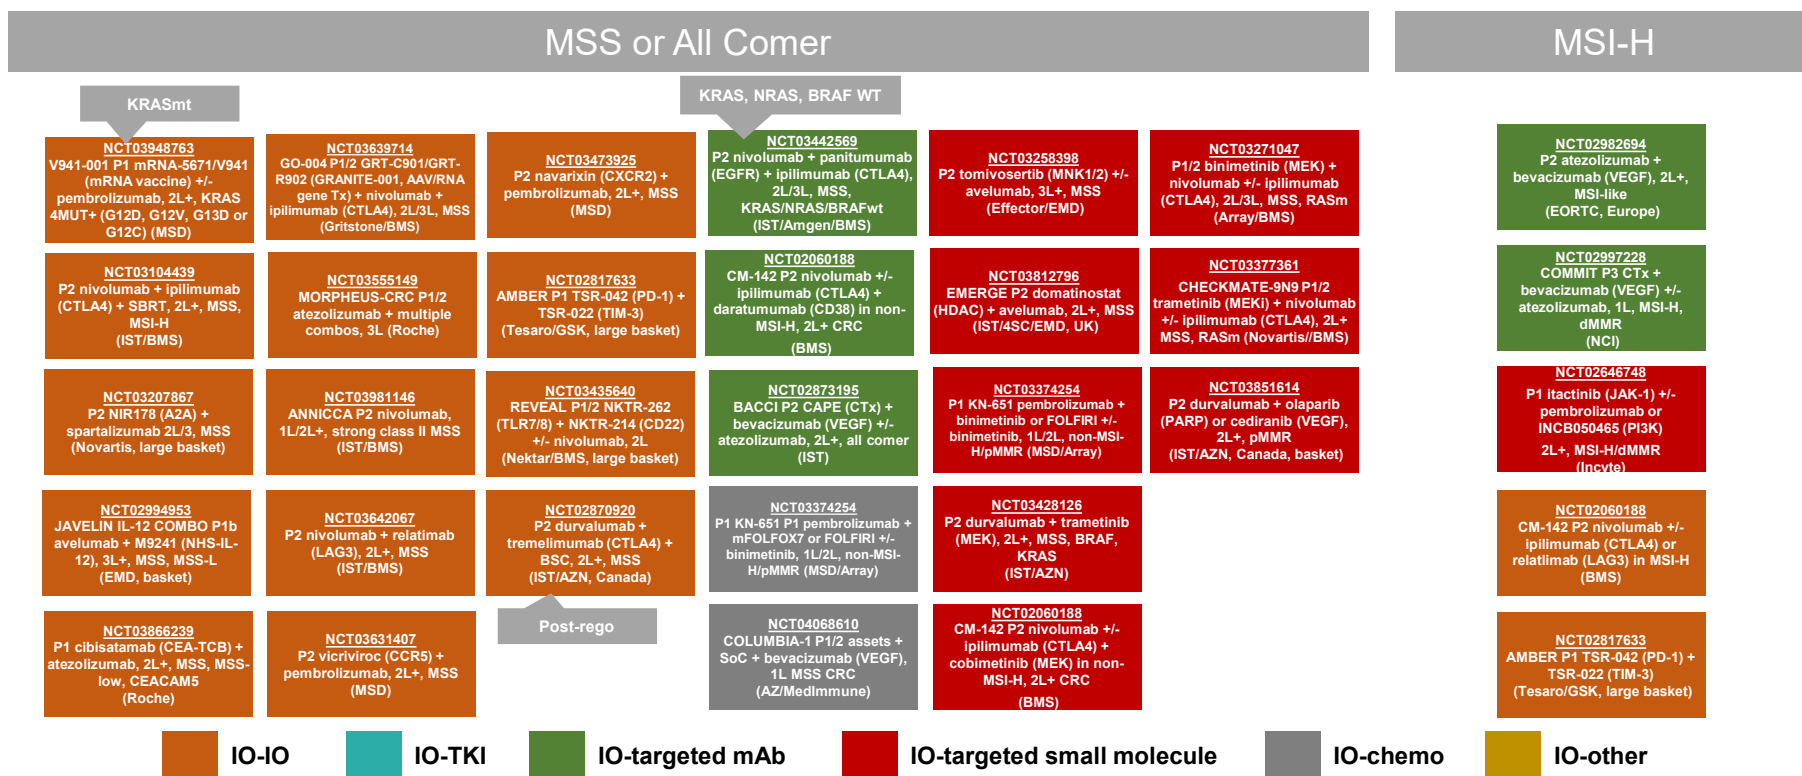 MSS or All Comer
MSI-H
KRASmt
KRAS, NRAS, BRAF WT
NCT03948763
V941-001 P1 mRNA-5671/V941
(mRNA vaccine) +/-
pembrolizumab, 2L+, KRAS
4MUT+ (G12D, G12V, G13D or
G12C) (MSD)
NCT03639714
GO-004 P1/2 GRT-C901/GRT-
R902 (GRANITE-001, AAV/RNA
gene Tx) + nivolumab +
ipilimumab (CTLA4), 2L/3L, MSS
(Gritstone/BMS)
NCT03473925
P2 navarixin (CXCR2) +
pembrolizumab, 2L+, MSS
(MSD)
NCT03442569
P2 nivolumab + panitumumab
(EGFR) + ipilimumab (CTLA4),
2L/3L, MSS,
KRAS/NRAS/BRAFwt
(IST/Amgen/BMS)
NCT03258398
P2 tomivosertib (MNK1/2) +/-
avelumab, 3L+, MSS
(Effector/EMD)
NCT03271047
P1/2 binimetinib (MEK) +
nivolumab +/- ipilimumab
(CTLA4), 2L/3L, MSS, RASm
(Array/BMS)
NCT02982694
P2 atezolizumab +
bevacizumab (VEGF), 2L+,
MSI-like
(EORTC, Europe)
NCT03104439
P2 nivolumab + ipilimumab
(CTLA4) + SBRT, 2L+, MSS,
MSI-H
(IST/BMS)
NCT03555149
MORPHEUS-CRC P1/2
atezolizumab + multiple
combos, 3L (Roche)
NCT02817633
AMBER P1 TSR-042 (PD-1) +
TSR-022 (TIM-3)
(Tesaro/GSK, large basket)
NCT02060188
CM-142 P2 nivolumab +/-
ipilimumab (CTLA4) +
daratumumab (CD38) in non-
MSI-H, 2L+ CRC
(BMS)
NCT03812796
EMERGE P2 domatinostat
(HDAC) + avelumab, 2L+, MSS
(IST/4SC/EMD, UK)
NCT03377361
CHECKMATE-9N9 P1/2
trametinib (MEKi) + nivolumab
+/- ipilimumab (CTLA4), 2L+
MSS, RASm (Novartis//BMS)
NCT02997228
COMMIT P3 CTx +
bevacizumab (VEGF) +/-
atezolizumab, 1L, MSI-H,
dMMR
(NCI)
NCT03207867
P2 NIR178 (A2A) +
spartalizumab 2L/3, MSS
(Novartis, large basket)
NCT03981146
ANNICCA P2 nivolumab,
1L/2L+, strong class II MSS
(IST/BMS)
NCT03435640
REVEAL P1/2 NKTR-262
(TLR7/8) + NKTR-214 (CD22)
+/- nivolumab, 2L
(Nektar/BMS, large basket)
NCT02873195
BACCI P2 CAPE (CTx) +
bevacizumab (VEGF) +/-
atezolizumab, 2L+, all comer
(IST)
NCT03374254
P1 KN-651 pembrolizumab +
binimetinib or FOLFIRI +/-
binimetinib, 1L/2L, non-MSI-
H/pMMR (MSD/Array)
NCT03851614
P2 durvalumab + olaparib
(PARP) or cediranib (VEGF),
2L+, pMMR
(IST/AZN, Canada, basket)
NCT02646748
P1 itactinib (JAK-1) +/-
pembrolizumab or
INCB050465 (PI3K)
2L+, MSI-H/dMMR
(Incyte)
NCT02994953
JAVELIN IL-12 COMBO P1b
avelumab + M9241 (NHS-IL-
12), 3L+, MSS, MSS-L
(EMD, basket)
NCT03642067
P2 nivolumab + relatimab
(LAG3), 2L+, MSS
(IST/BMS)
NCT02870920
P2 durvalumab +
tremelimumab (CTLA4) +
BSC, 2L+, MSS
(IST/AZN, Canada)
NCT03374254
P1 KN-651 P1 pembrolizumab +
mFOLFOX7 or FOLFIRI +/-
binimetinib, 1L/2L, non-MSI-
H/pMMR (MSD/Array)
NCT03428126
P2 durvalumab + trametinib
(MEK), 2L+, MSS, BRAF,
KRAS
(IST/AZN)
NCT02060188
CM-142 P2 nivolumab +/-
ipilimumab (CTLA4) or
relatlimab (LAG3) in MSI-H
(BMS)
Post-rego
NCT03866239
P1 cibisatamab (CEA-TCB) +
atezolizumab, 2L+, MSS, MSS-
low, CEACAM5
(Roche)
NCT03631407
P2 vicriviroc (CCR5) +
pembrolizumab, 2L+, MSS
(MSD)
NCT04068610
COLUMBIA-1 P1/2 assets +
SoC + bevacizumab (VEGF),
1L MSS CRC
(AZ/MedImmune)
NCT02060188
CM-142 P2 nivolumab +/-
ipilimumab (CTLA4) +
cobimetinib (MEK) in non-
MSI-H, 2L+ CRC
(BMS)
NCT02817633
AMBER P1 TSR-042 (PD-1) +
TSR-022 (TIM-3)
(Tesaro/GSK, large basket)
IO-IO
IO-TKI
IO-targeted mAb
IO-targeted small molecule
IO-chemo
IO-other